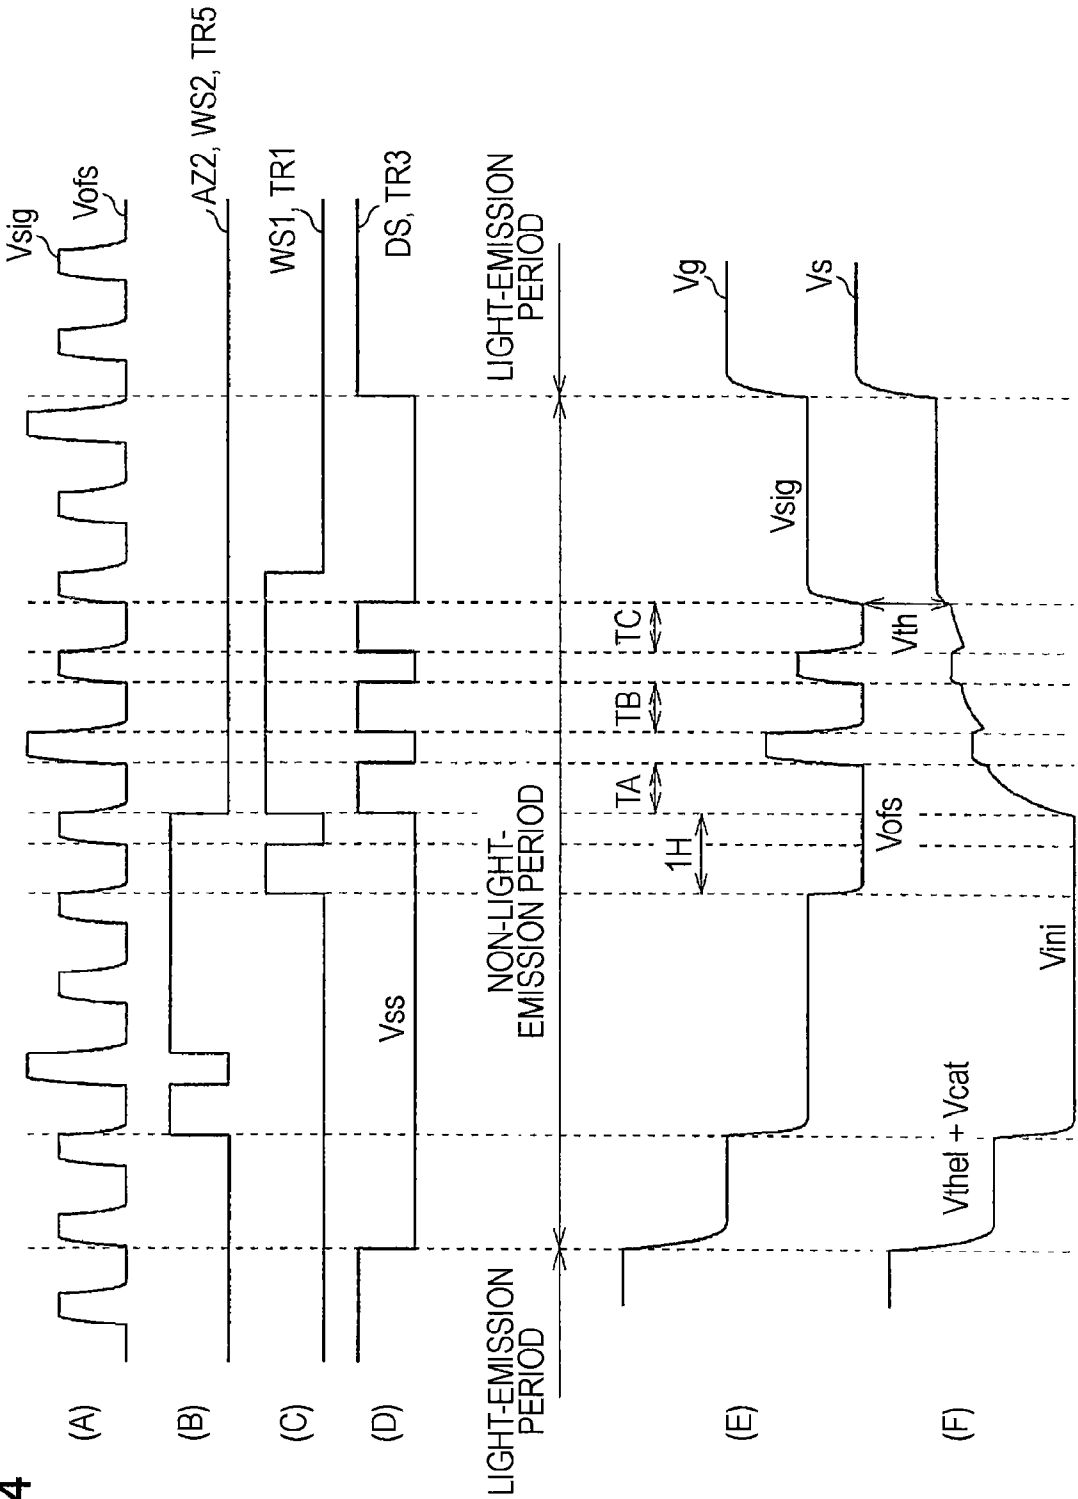 4
(A)
Vsig
Vofs
(B)
AZ2, WS2, TR5
(C)
WS1, TR1
(D)
Vss
DS, TR3
LIGHT-EMISSION
PERIOD
NON-LIGHT-
EMISSION PERIOD
LIGHT-EMISSION
PERIOD
1H
TA
TB
TC
(E)
Vofs
Vsig
Vg
(F)
Vthel + Vcat
Vini
Vth
Vs